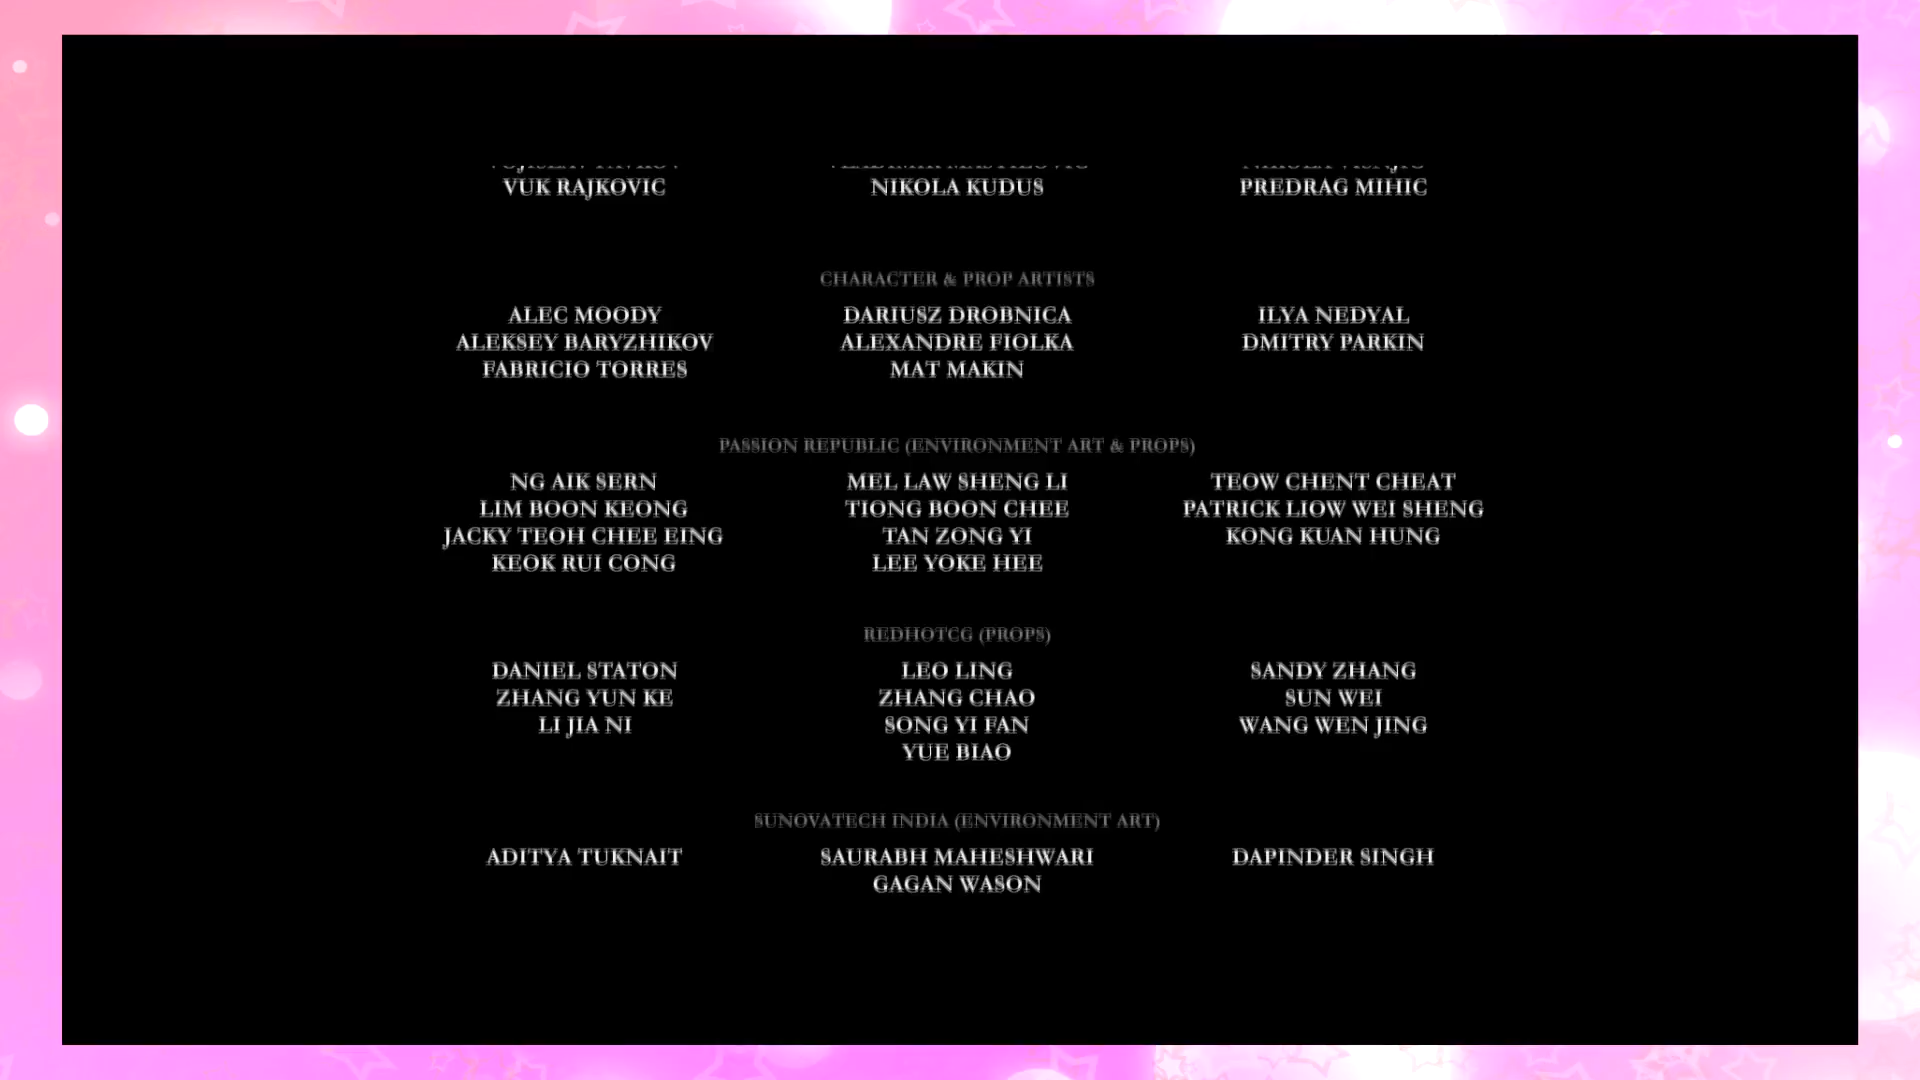 VUK RAJKOVIC NIKOLA KUDUS PREDRAG MIHIC
CHARACTER & PROP ARTISTS
ALEC MOODY DARIUSZ DROBNICA ILYA NEDYAL
ALEKSEY BARYZHIKOV ALEXANDRE FIOLKA DMITRY PARKIN
FABRICIO TORRES MAT MAKIN
PASSION REPUBLIC (ENVIRONMENT ART & PROPS)
NG AIK SERN MEL LAW SHENG LI TEOW CHENT CHEAT
LIM BOON KEONG TIONG BOON CHEE PATRICK LIOW WEI SHENG
JACKY TEOH CHEE EING TAN ZONG YI KONG KUAN HUNG
KEOK RUI CONG LEE YOKE HEE
REDHOTCG (PROPS)
DANIEL STATON LEO LING SANDY ZHANG
ZHANG YUN KE ZHANG CHAO SUN WEI
LI JIA NI SONG YI FAN WANG WEN JING
YUE BIAO
SUNOVATECH INDIA (ENVIRONMENT ART)
ADITYA TUKNAIT SAURABH MAHESHWARI DAPINDER SINGH
GAGAN WASON